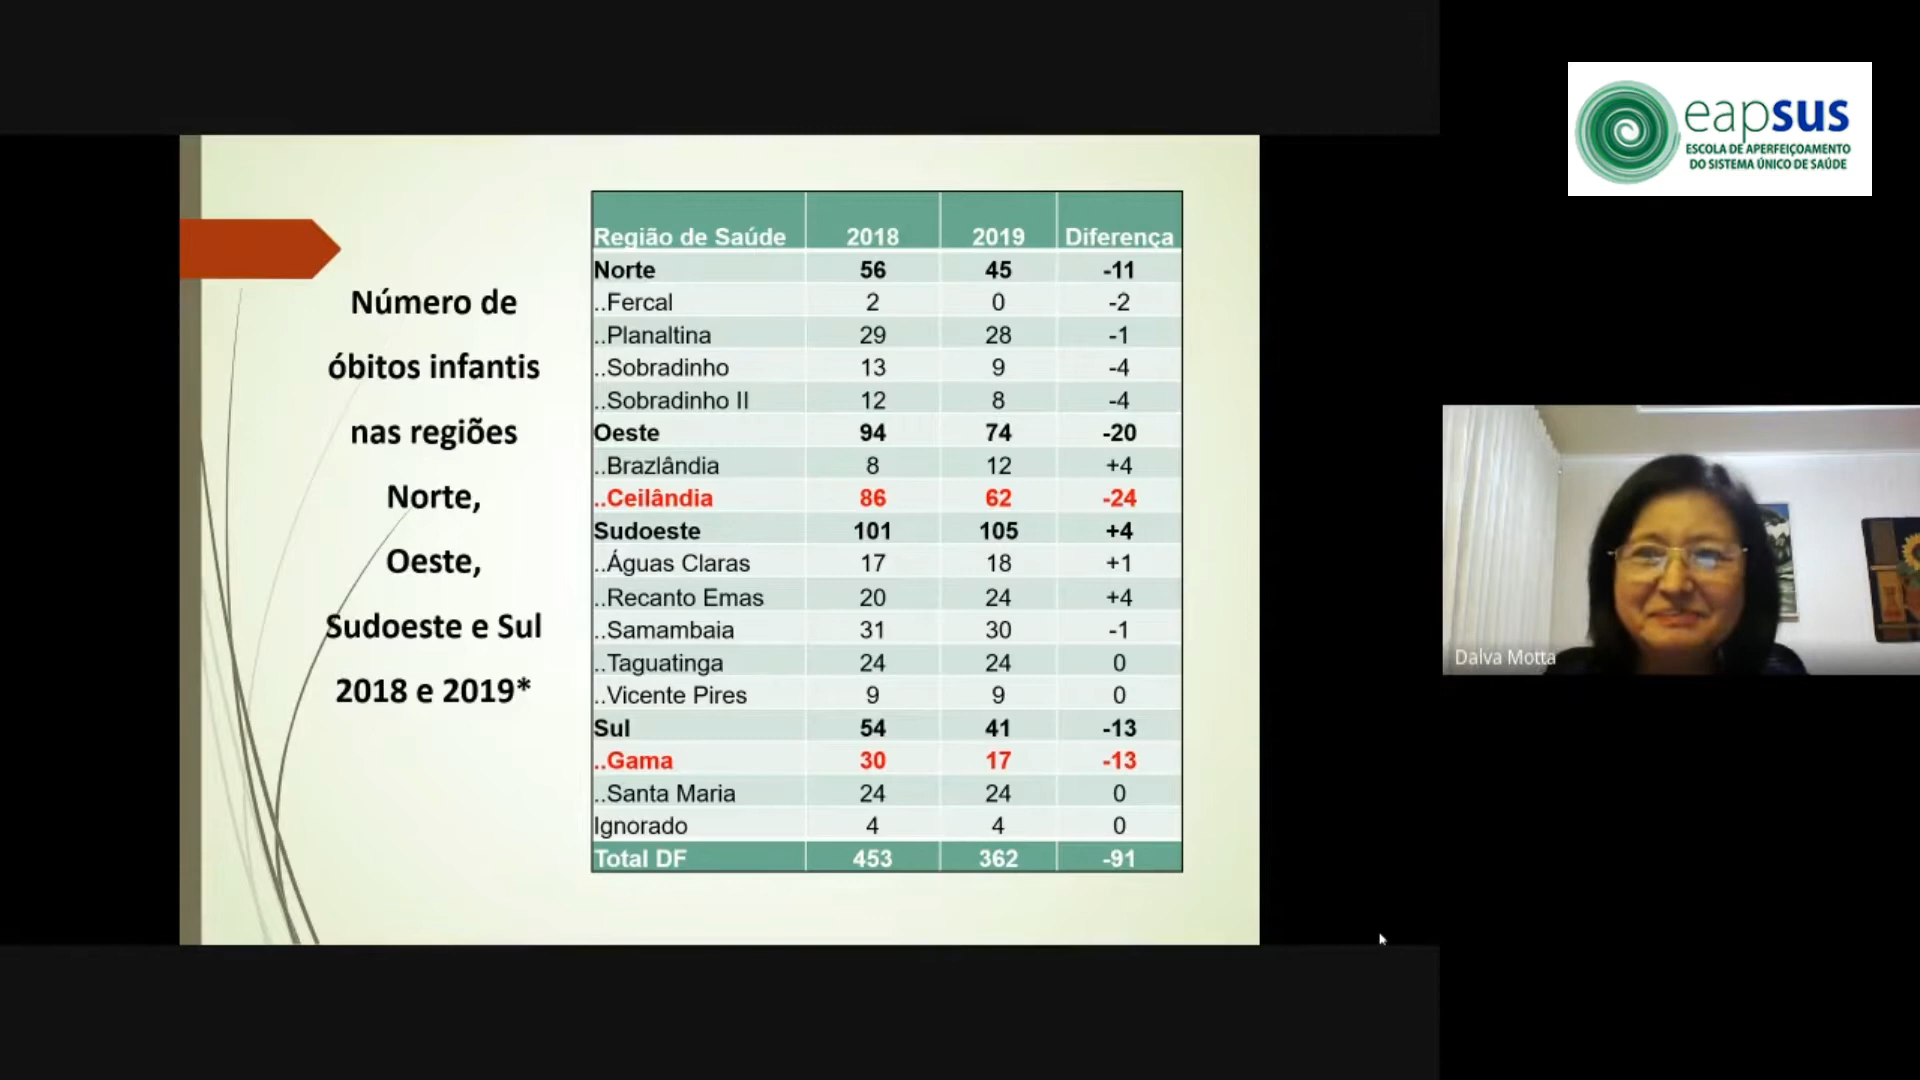 Número de
óbitos infantis
nas regiões
Norte,
Oeste,
Sudoeste e Sul
2018 e 2019*
Região de Saúde 2018 2019 Diferença
Norte 56 45 -11
..Fercal 2 0 -2
..Planaltina 29 28 -1
..Sobradinho 13 9 -4
..Sobradinho II 12 8 -4
Oeste 94 74 -20
..Brazlândia 8 12 +4
..Ceilândia 86 62 -24
Sudoeste 101 105 +4
..Águas Claras 17 18 +1
..Recanto Emas 20 24 +4
..Samambaia 31 30 -1
..Taguatinga 24 24 0
..Vicente Pires 9 9 0
Sul 54 41 -13
..Gama 30 17 -13
..Santa Maria 24 24 0
Ignorado 4 4 0
Total DF 453 362 -91
eapsus
ESCOLA DE APERFEIÇOAMENTO
DO SISTEMA ÚNICO DE SAÚDE
Dalva Motta